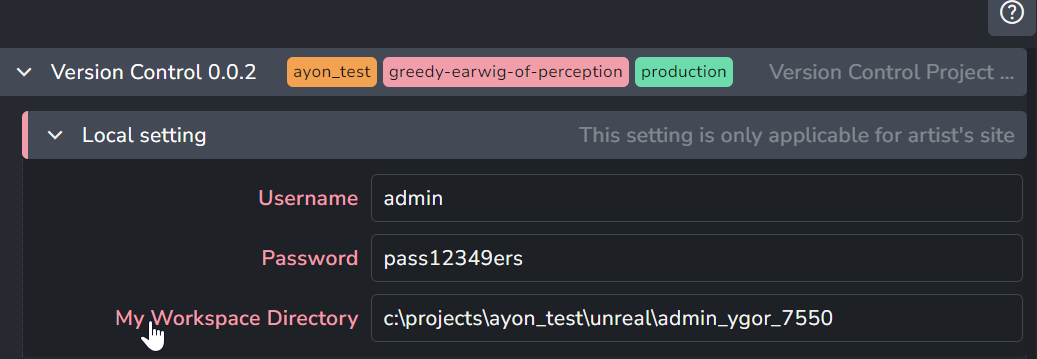 Version Control 0.0.2 ayon_test greedy-earwig-of-perception production Version Control Project ...
Local setting This setting is only applicable for artist's site
Username admin
Password pass12349ers
My Workspace Directory c:\projects\ayon_test\unreal\admin_ygor_7550